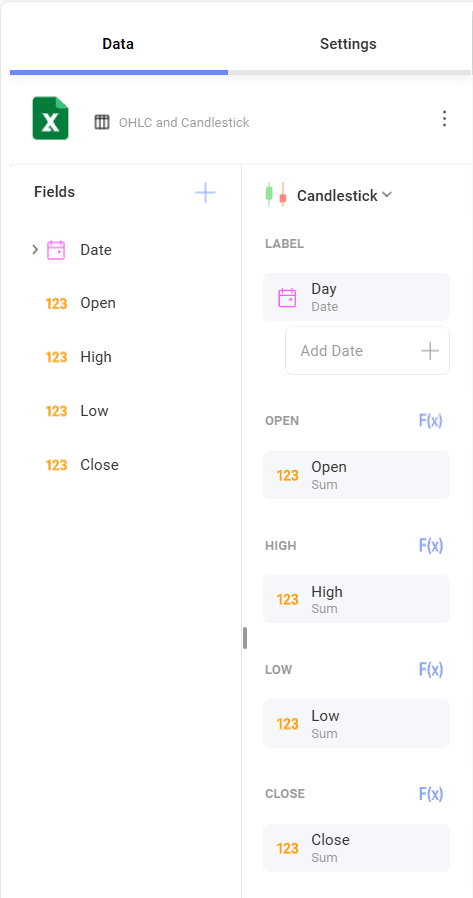 Data
Settings
X
OHLC and Candlestick
Fields
Date
123 Open
123 High
123 Low
123 Close
Candlestick
LABEL
Day
Date
Add Date
OPEN F(x)
123 Open
Sum
HIGH F(x)
123 High
Sum
LOW F(x)
123 Low
Sum
CLOSE F(x)
123 Close
Sum